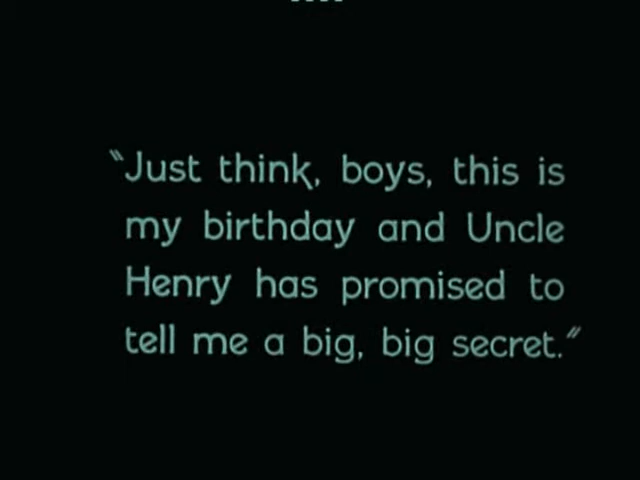 "Just think, boys, this is
my birthday and Uncle
Henry has promised to
tell me a big, big secret."